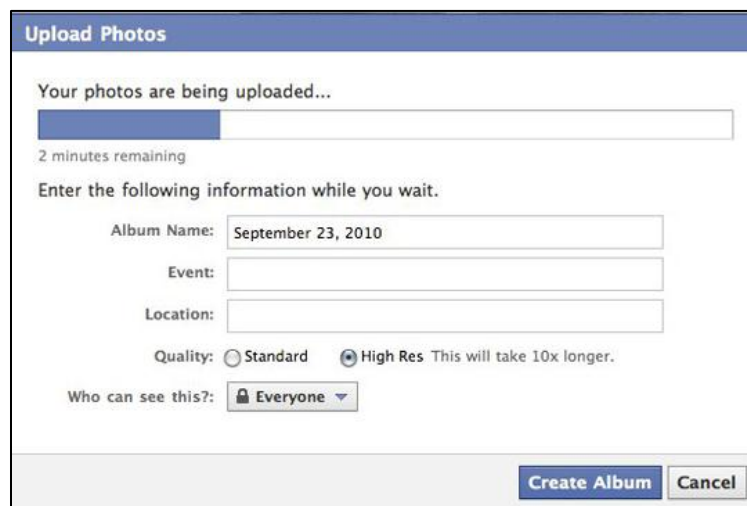 Upload Photos
Your photos are being uploaded...
2 minutes remaining
Enter the following information while you wait.
Album Name: September 23, 2010
Event:
Location:
Quality: Standard High Res This will take 10x longer.
Who can see this?: Everyone
Create Album Cancel